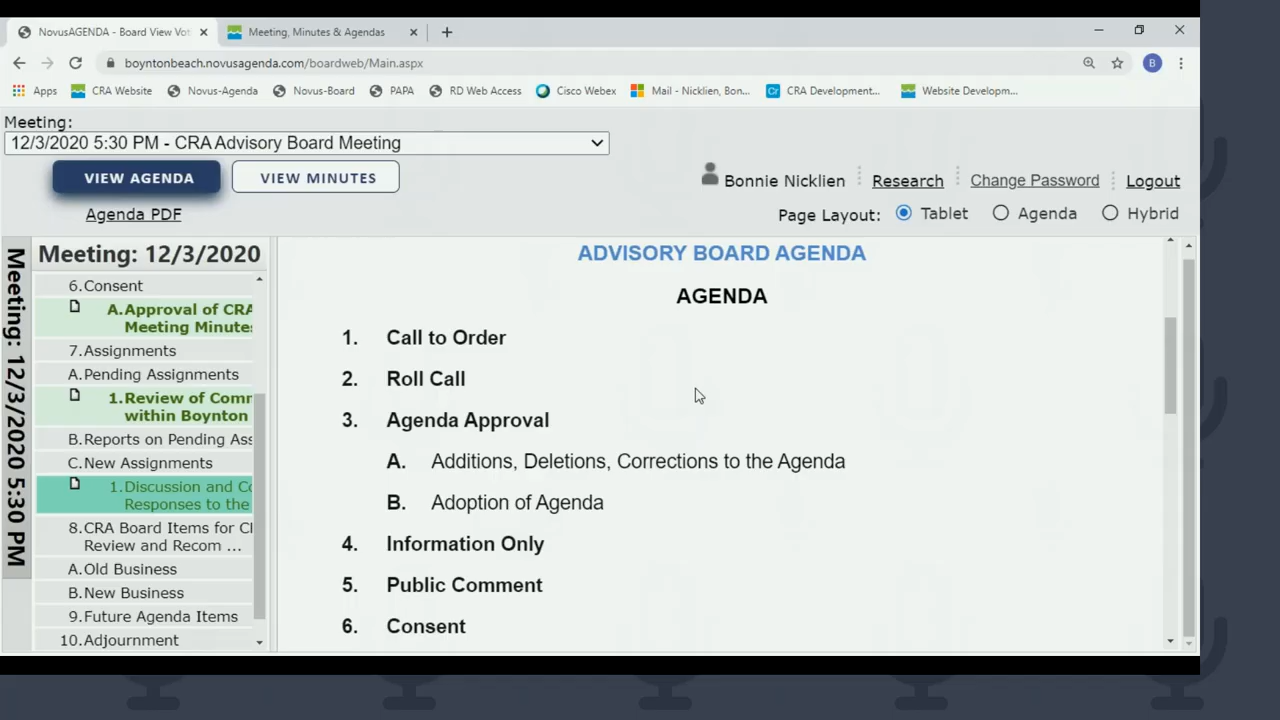 NovusAGENDA - Board View Vot
Meeting, Minutes & Agendas
boyntonbeach.novusagenda.com/boardweb/Main.aspx
B
Apps
CRA Website
Novus-Agenda
Novus-Board
PAPA
RD Web Access
Cisco Webex
Mail - Nicklien, Bon...
Cr
CRA Development...
Website Developm...
Meeting:
12/3/2020 5:30 PM - CRA Advisory Board Meeting
VIEW AGENDA
VIEW MINUTES
Bonnie Nicklien
Research
Change Password
Logout
Agenda PDF
Page Layout:
Tablet
Agenda
Hybrid
Meeting: 12/3/2020 5:30 PM
Meeting: 12/3/2020
6.Consent
A.Approval of CRA
Meeting Minutes
7.Assignments
A.Pending Assignments
1.Review of Comm
within Boynton
B.Reports on Pending Ass
C.New Assignments
1.Discussion and Co
Responses to the
8.CRA Board Items for CR
Review and Recom ...
A.Old Business
B.New Business
9.Future Agenda Items
10.Adjournment
ADVISORY BOARD AGENDA
AGENDA
1. Call to Order
2. Roll Call
3. Agenda Approval
A. Additions, Deletions, Corrections to the Agenda
B. Adoption of Agenda
4. Information Only
5. Public Comment
6. Consent